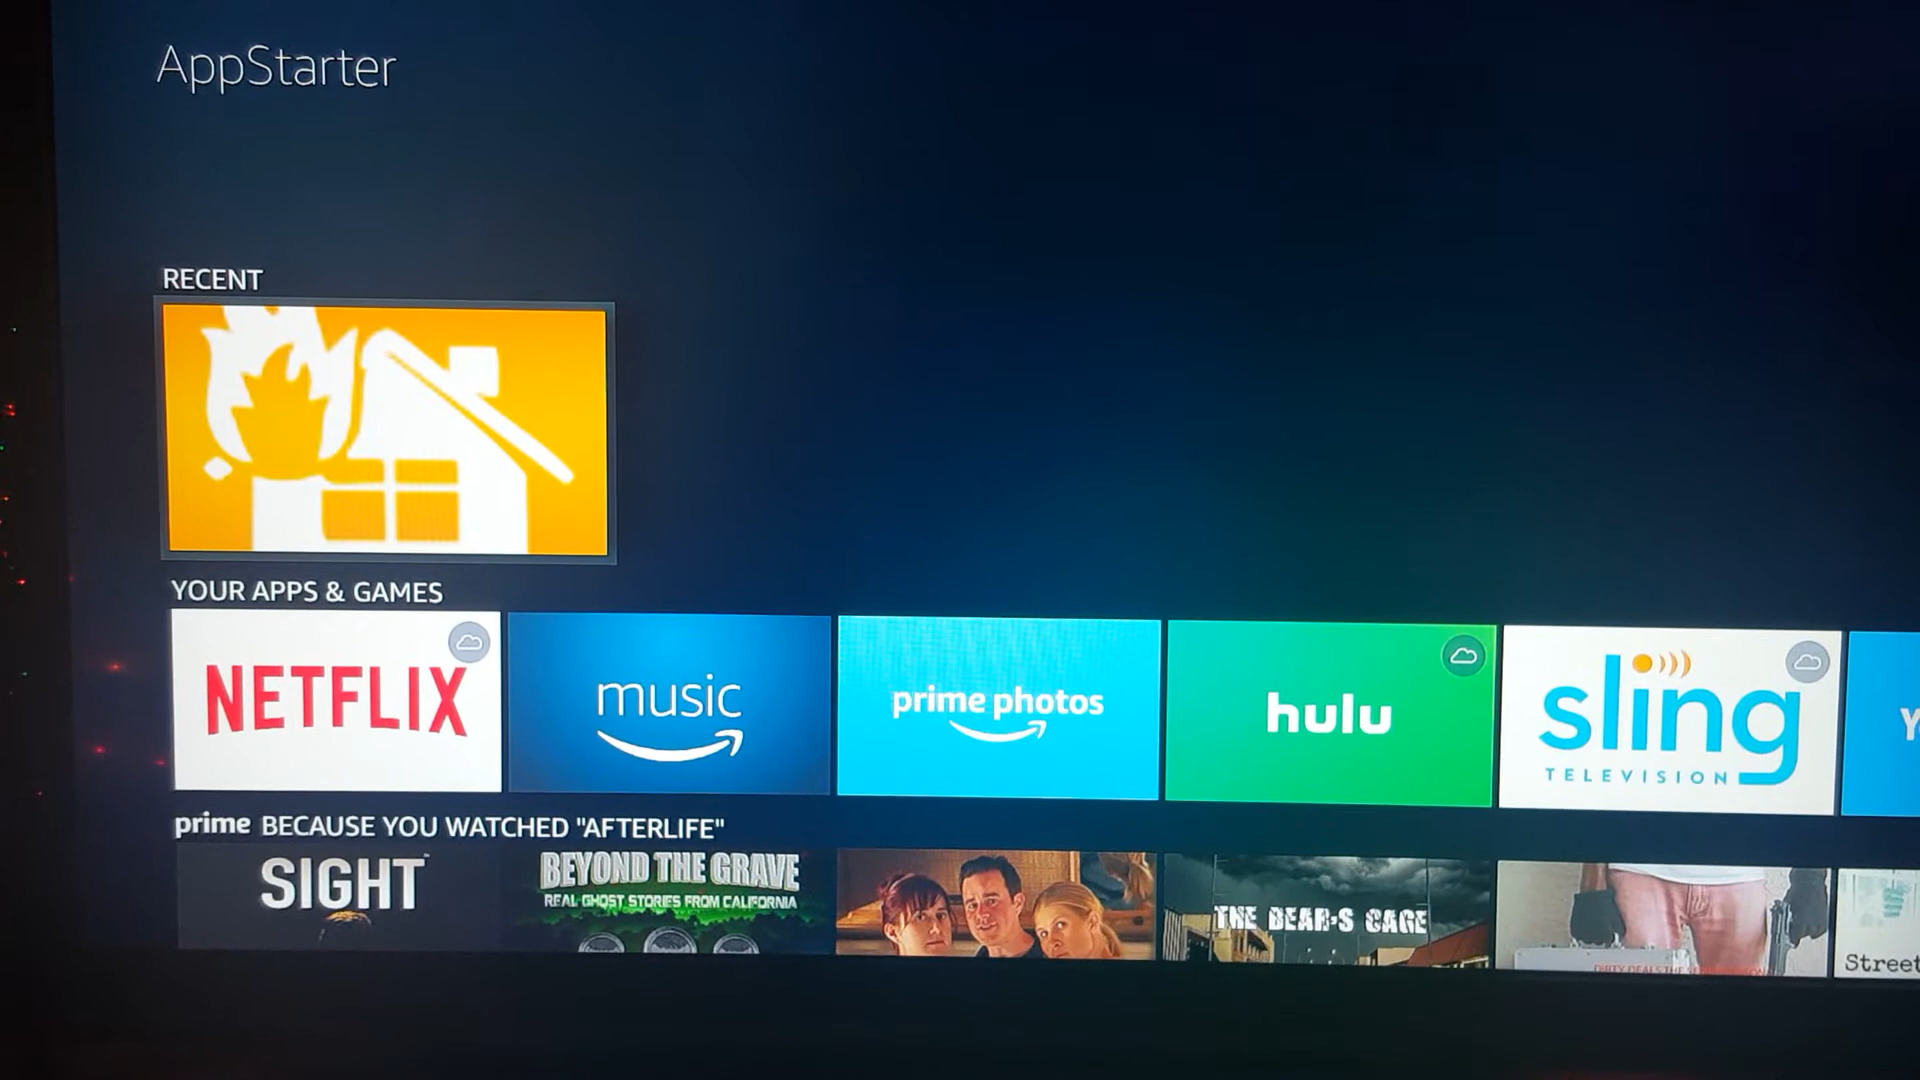 AppStarter
RECENT
YOUR APPS & GAMES
NETFLIX
music
prime photos
hulu
sling
TELEVISION
prime BECAUSE YOU WATCHED "AFTERLIFE"
SIGHT
BEYOND THE GRAVE
REAL GHOST STORIES FROM CALIFORNIA
THE BEAR'S CAGE
Street